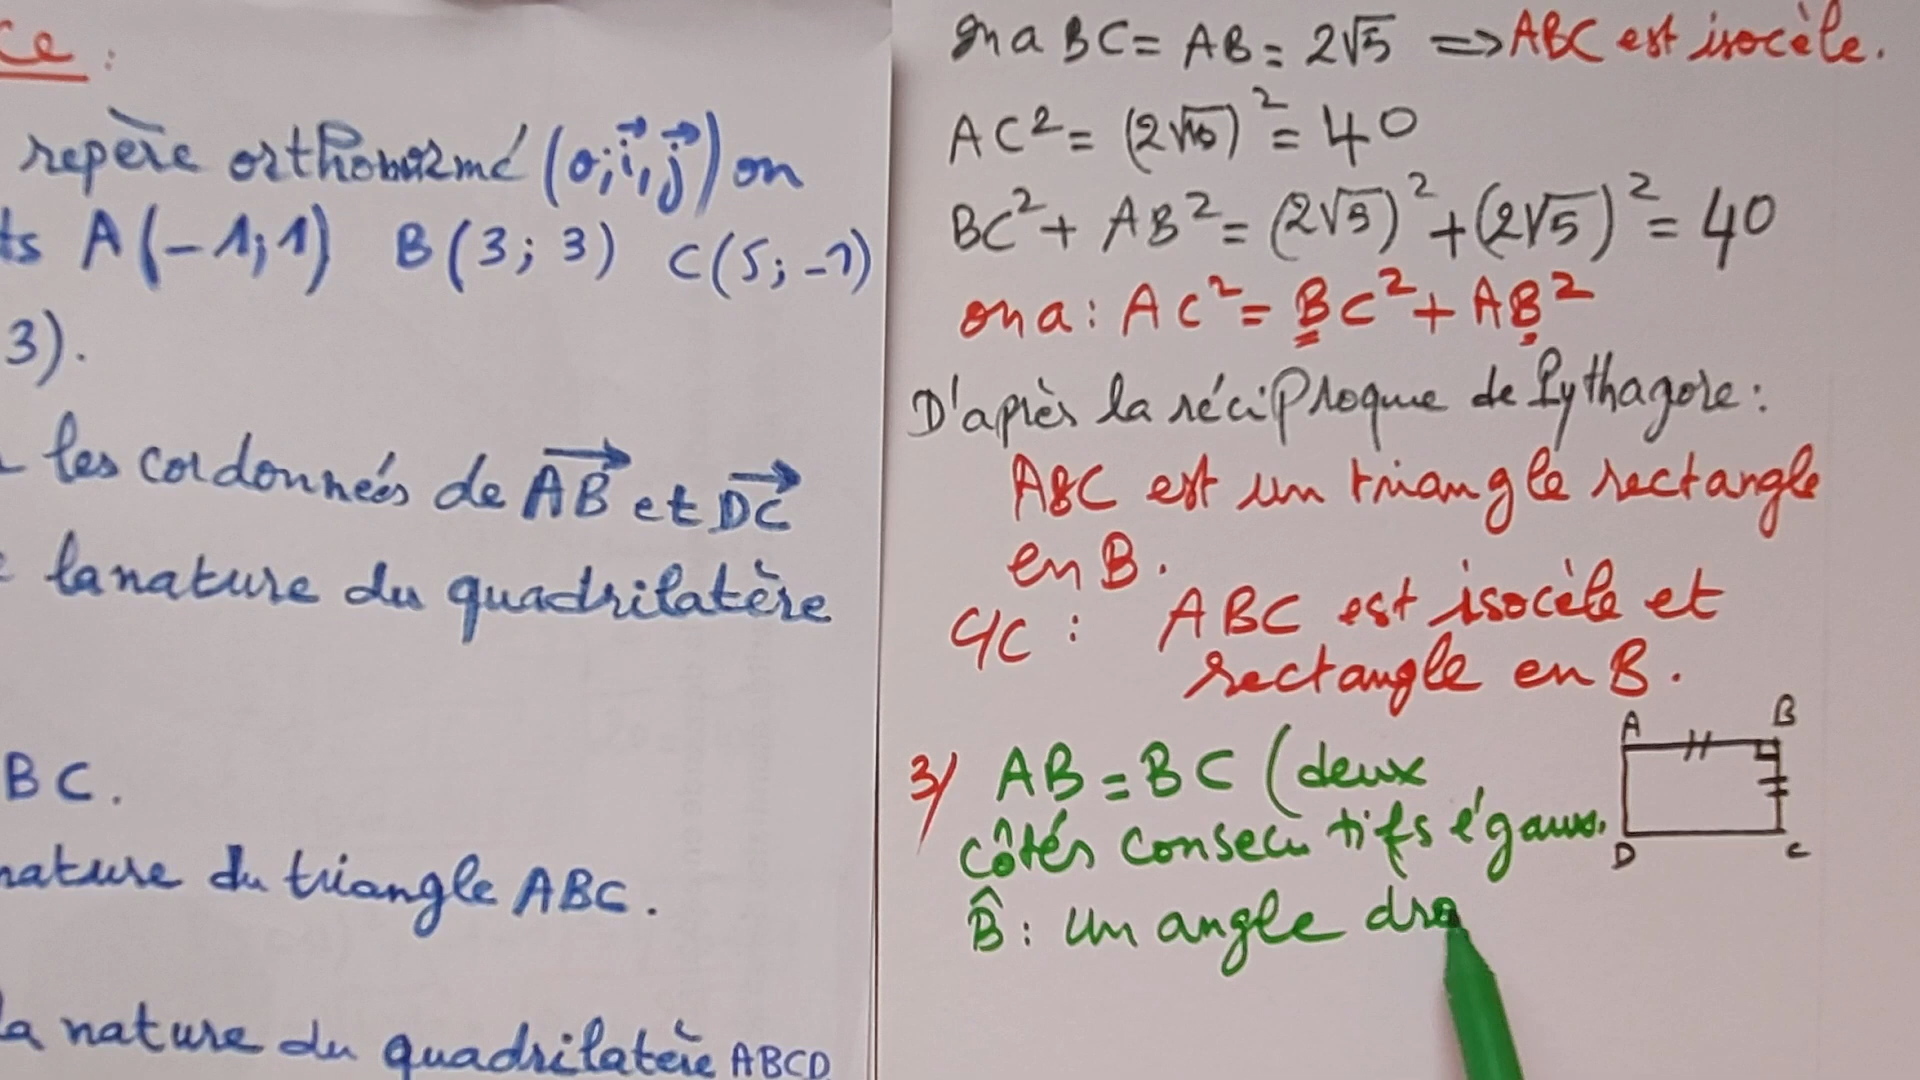 ce :
repère orthonormé (o; i, j) on
ts A(-1;1) B(3; 3) C(5; -1)
3).
les cordonnées de AB et DC
la nature du quadrilatère
BC.
nature du triangle ABC.
la nature du quadrilatère ABCD
on a BC = AB = 2√5 ⇒ ABC est isocèle.
AC² = (2√10)² = 40
BC² + AB² = (2√5)² + (2√5)² = 40
on a : AC² = BC² + AB²
D'après la réciproque de Pythagore :
ABC est un triangle rectangle
en B.
C/C : ABC est isocèle et
rectangle en B.
3/ AB = BC (deux
côtés consecutifs égaux.
B̂ : un angle dro
A B
D C